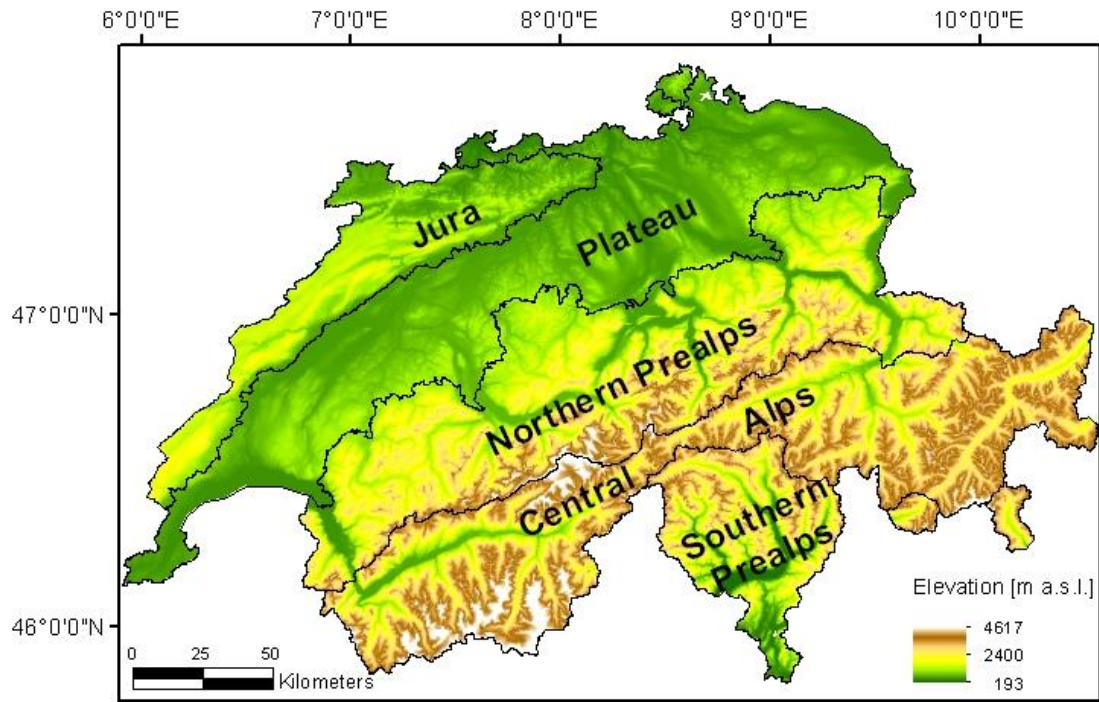 6°0'0"E 7°0'0"E 8°0'0"E 9°0'0"E 10°0'0"E
Jura
Plateau
47°0'0"N
Northern Prealps
Alps
Central
Southern
Prealps
46°0'0"N
Elevation [m a.s.l.]
4617
2400
193
0 25 50
Kilometers